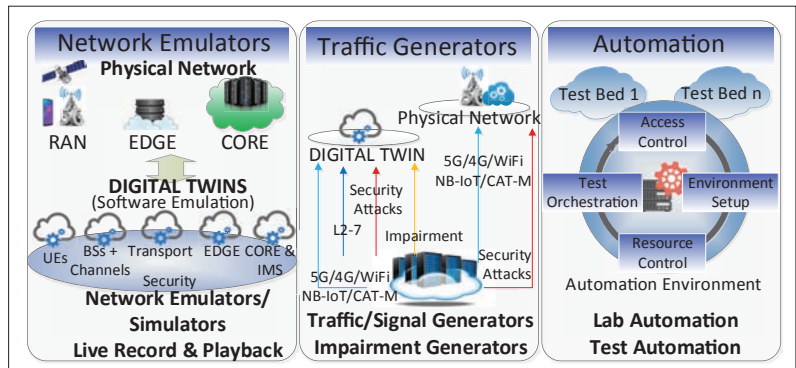 Network Emulators
Physical Network
RAN
EDGE
CORE
DIGITAL TWINS
(Software Emulation)
UEs
BSs +
Channels
Transport
EDGE
CORE &
IMS
Security
Network Emulators/
Simulators
Live Record & Playback
Traffic Generators
Physical Network
DIGITAL TWIN
5G/4G/WiFi
NB-IoT/CAT-M
Security
Attacks
L2-7
Impairment
Security
Attacks
5G/4G/WiFi
NB-IoT/CAT-M
Traffic/Signal Generators
Impairment Generators
Automation
Test Bed 1
Test Bed n
Access
Control
Test
Orchestration
Environment
Setup
Resource
Control
Automation Environment
Lab Automation
Test Automation